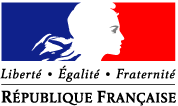 Liberté • Égalité • Fraternité
RÉPUBLIQUE FRANÇAISE